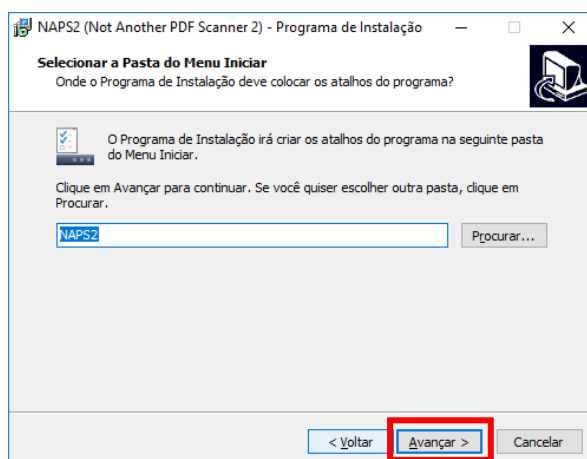 NAPS2 (Not Another PDF Scanner 2) - Programa de Instalação
Selecionar a Pasta do Menu Iniciar
Onde o Programa de Instalação deve colocar os atalhos do programa?
O Programa de Instalação irá criar os atalhos do programa na seguinte pasta
do Menu Iniciar.
Clique em Avançar para continuar. Se você quiser escolher outra pasta, clique em
Procurar.
NAPS2
Procurar...
< Voltar
Avançar >
Cancelar